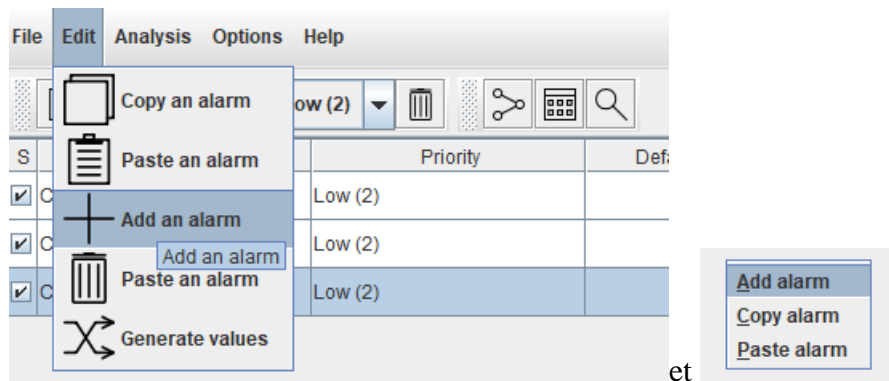 File Edit Analysis Options Help
Copy an alarm
ow (2)
Paste an alarm
Add an alarm
Add an alarm
Paste an alarm
Generate values
S Priority Defa
C Low (2)
C Low (2)
C Low (2)
et
Add alarm
Copy alarm
Paste alarm